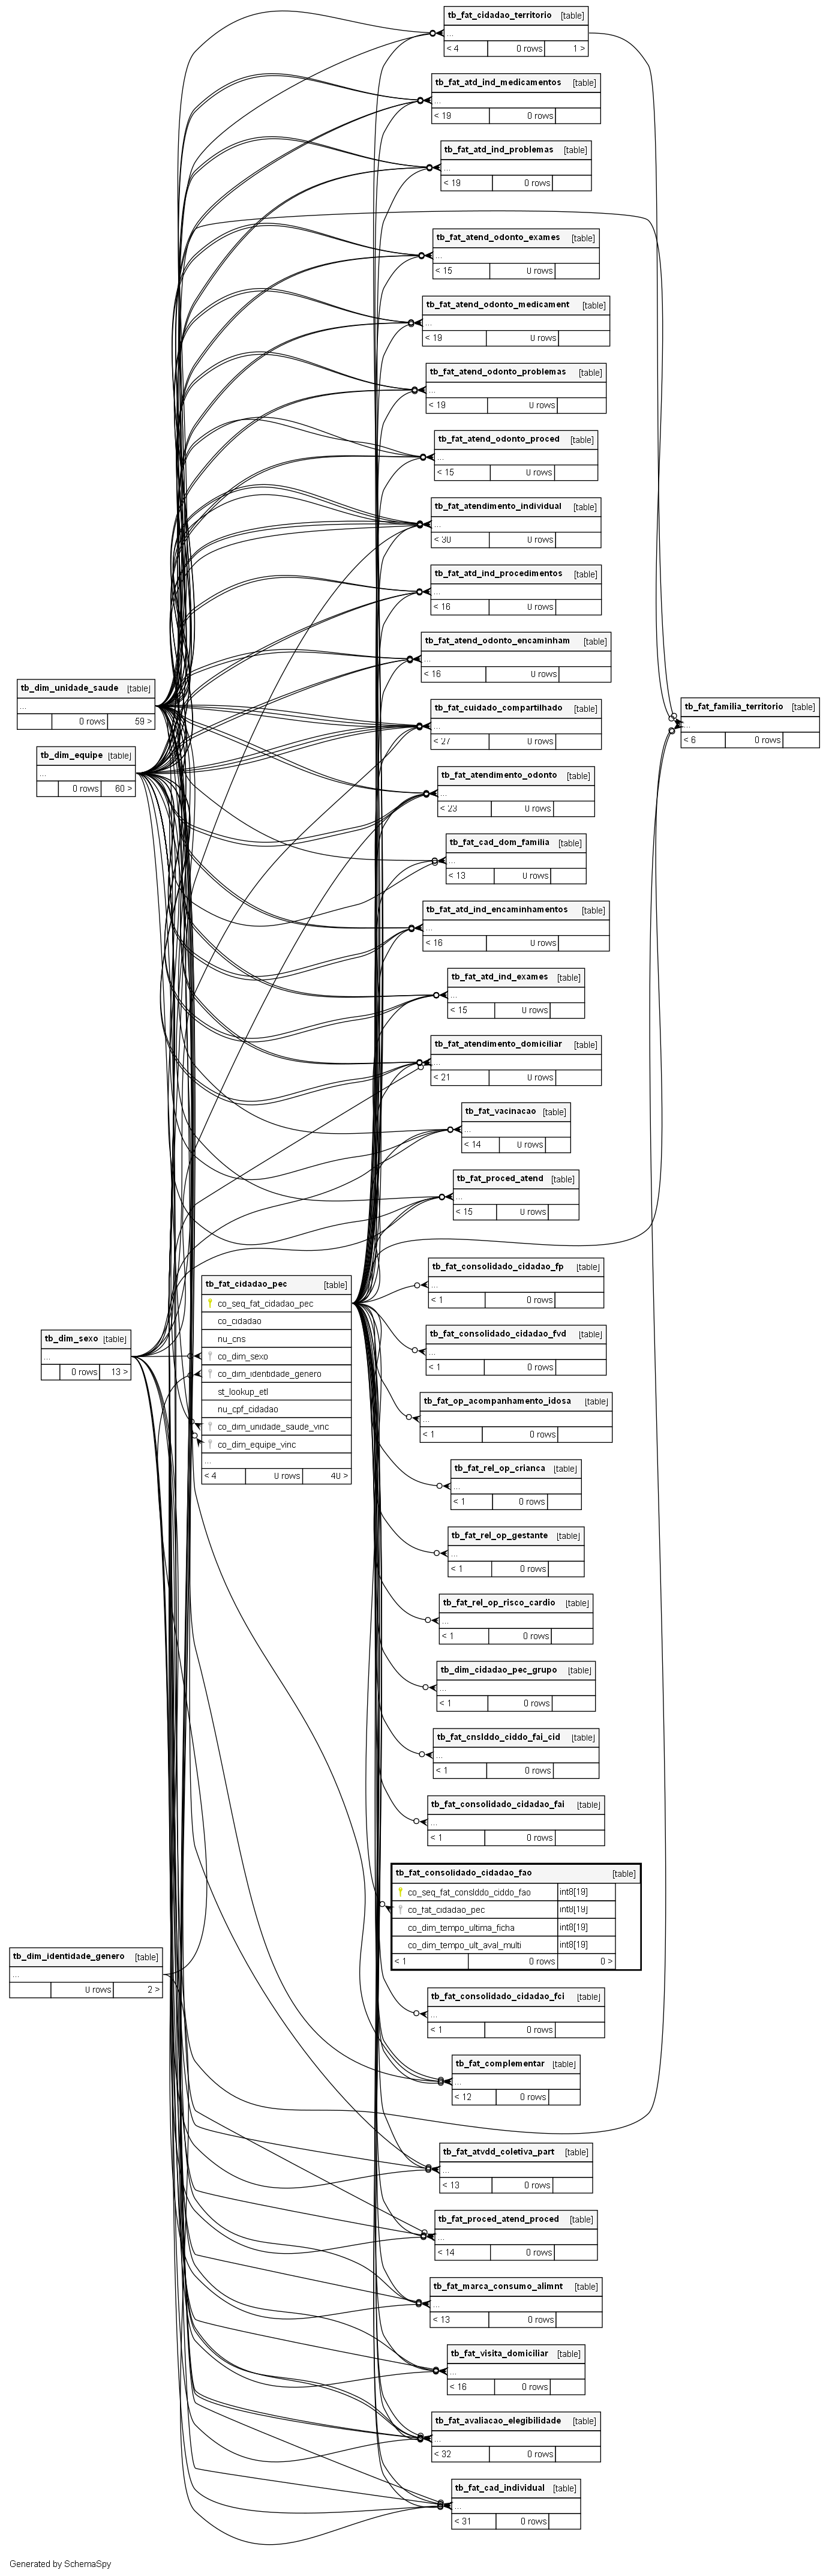 tb_fat_cidadao_territorio [table]
...
< 4 0 rows 1 >
tb_fat_atd_ind_medicamentos [table]
...
< 19 0 rows
tb_fat_atd_ind_problemas [table]
...
< 19 0 rows
tb_fat_atend_odonto_exames [table]
...
< 15 0 rows
tb_fat_atend_odonto_medicament [table]
...
< 19 0 rows
tb_fat_atend_odonto_problemas [table]
...
< 19 0 rows
tb_fat_atend_odonto_proced [table]
...
< 15 0 rows
tb_fat_atendimento_individual [table]
...
< 30 0 rows
tb_fat_atd_ind_procedimentos [table]
...
< 16 0 rows
tb_fat_atend_odonto_encaminham [table]
...
< 16 0 rows
tb_dim_unidade_saude [table]
...
0 rows 59 >
tb_fat_cuidado_compartilhado [table]
...
< 27 0 rows
tb_fat_familia_territorio [table]
...
< 6 0 rows
tb_dim_equipe [table]
...
0 rows 60 >
tb_fat_atendimento_odonto [table]
...
< 23 0 rows
tb_fat_cad_dom_familia [table]
...
< 13 0 rows
tb_fat_atd_ind_encaminhamentos [table]
...
< 16 0 rows
tb_fat_atd_ind_exames [table]
...
< 15 0 rows
tb_fat_atendimento_domiciliar [table]
...
< 21 0 rows
tb_fat_vacinacao [table]
...
< 14 0 rows
tb_fat_proced_atend [table]
...
< 15 0 rows
tb_fat_cidadao_pec [table]
co_seq_fat_cidadao_pec
co_cidadao
nu_cns
co_dim_sexo
co_dim_identidade_genero
st_lookup_etl
nu_cpf_cidadao
co_dim_unidade_saude_vinc
co_dim_equipe_vinc
...
< 4 0 rows 40 >
tb_dim_sexo [table]
...
0 rows 13 >
tb_fat_consolidado_cidadao_fp [table]
...
< 1 0 rows
tb_fat_consolidado_cidadao_fvd [table]
...
< 1 0 rows
tb_fat_op_acompanhamento_idosa [table]
...
< 1 0 rows
tb_fat_rel_op_crianca [table]
...
< 1 0 rows
tb_fat_rel_op_gestante [table]
...
< 1 0 rows
tb_fat_rel_op_risco_cardio [table]
...
< 1 0 rows
tb_dim_cidadao_pec_grupo [table]
...
< 1 0 rows
tb_fat_cnslddo_ciddo_fai_cid [table]
...
< 1 0 rows
tb_fat_consolidado_cidadao_fai [table]
...
< 1 0 rows
tb_fat_consolidado_cidadao_fao [table]
co_seq_fat_conslddo_ciddo_fao int8[19]
co_fat_cidadao_pec int8[19]
co_dim_tempo_ultima_ficha int8[19]
co_dim_tempo_ult_aval_multi int8[19]
< 1 0 rows 0 >
tb_dim_identidade_genero [table]
...
0 rows 2 >
tb_fat_consolidado_cidadao_fci [table]
...
< 1 0 rows
tb_fat_complementar [table]
...
< 12 0 rows
tb_fat_atvdd_coletiva_part [table]
...
< 13 0 rows
tb_fat_proced_atend_proced [table]
...
< 14 0 rows
tb_fat_marca_consumo_alimnt [table]
...
< 13 0 rows
tb_fat_visita_domiciliar [table]
...
< 16 0 rows
tb_fat_avaliacao_elegibilidade [table]
...
< 32 0 rows
tb_fat_cad_individual [table]
...
< 31 0 rows
Generated by SchemaSpy